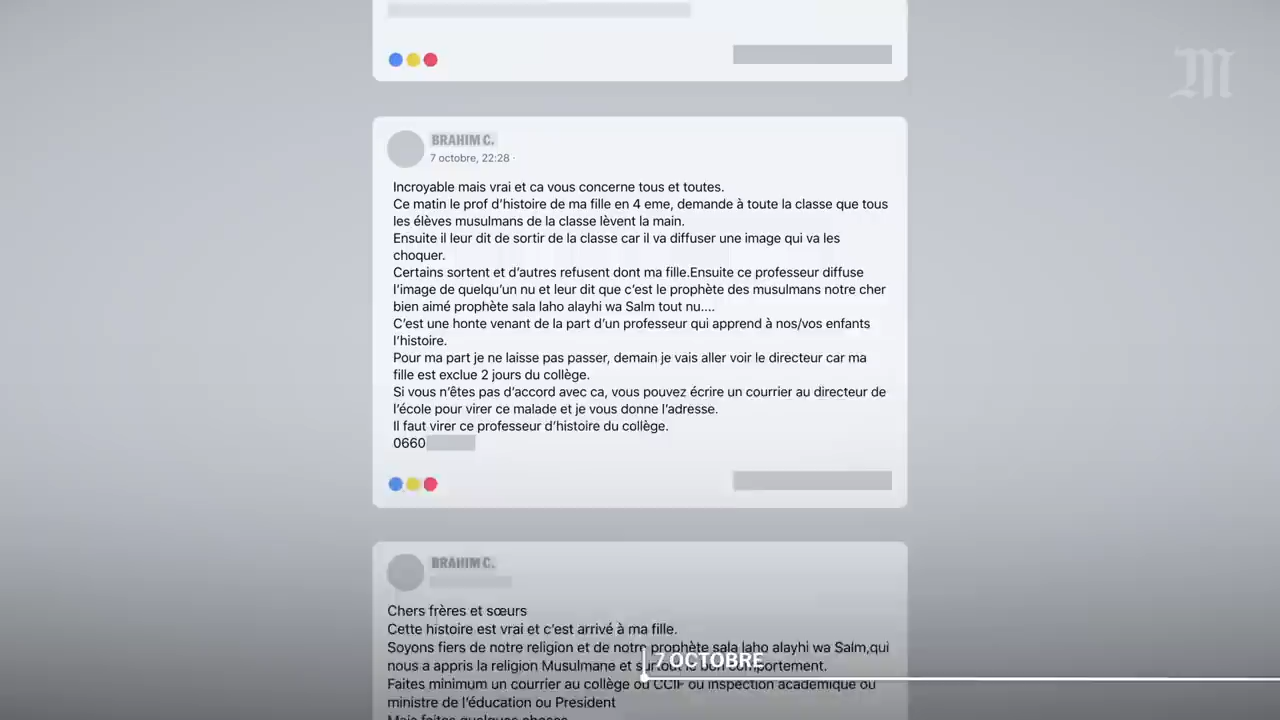 M
BRAHIM C.
7 octobre, 22:28 ·
Incroyable mais vrai et ca vous concerne tous et toutes.
Ce matin le prof d’histoire de ma fille en 4 eme, demande à toute la classe que tous
les élèves musulmans de la classe lèvent la main.
Ensuite il leur dit de sortir de la classe car il va diffuser une image qui va les
choquer.
Certains sortent et d’autres refusent dont ma fille.Ensuite ce professeur diffuse
l’image de quelqu’un nu et leur dit que c’est le prophète des musulmans notre cher
bien aimé prophète sala laho alayhi wa Salm tout nu....
C’est une honte venant de la part d’un professeur qui apprend à nos/vos enfants
l’histoire.
Pour ma part je ne laisse pas passer, demain je vais aller voir le directeur car ma
fille est exclue 2 jours du collège.
Si vous n’êtes pas d’accord avec ca, vous pouvez écrire un courrier au directeur de
l’école pour virer ce malade et je vous donne l’adresse.
Il faut virer ce professeur d’histoire du collège.
0660
BRAHIM C.
Chers frères et sœurs
Cette histoire est vrai et c’est arrivé à ma fille.
Soyons fiers de notre religion et de notre prophète sala laho alayhi wa Salm,qui
nous a appris la religion Musulmane et surtout le bon comportement.
7 OCTOBRE
Faites minimum un courrier au collège ou CCIF ou inspection académique ou
ministre de l’éducation ou President
Mais faites quelques choses